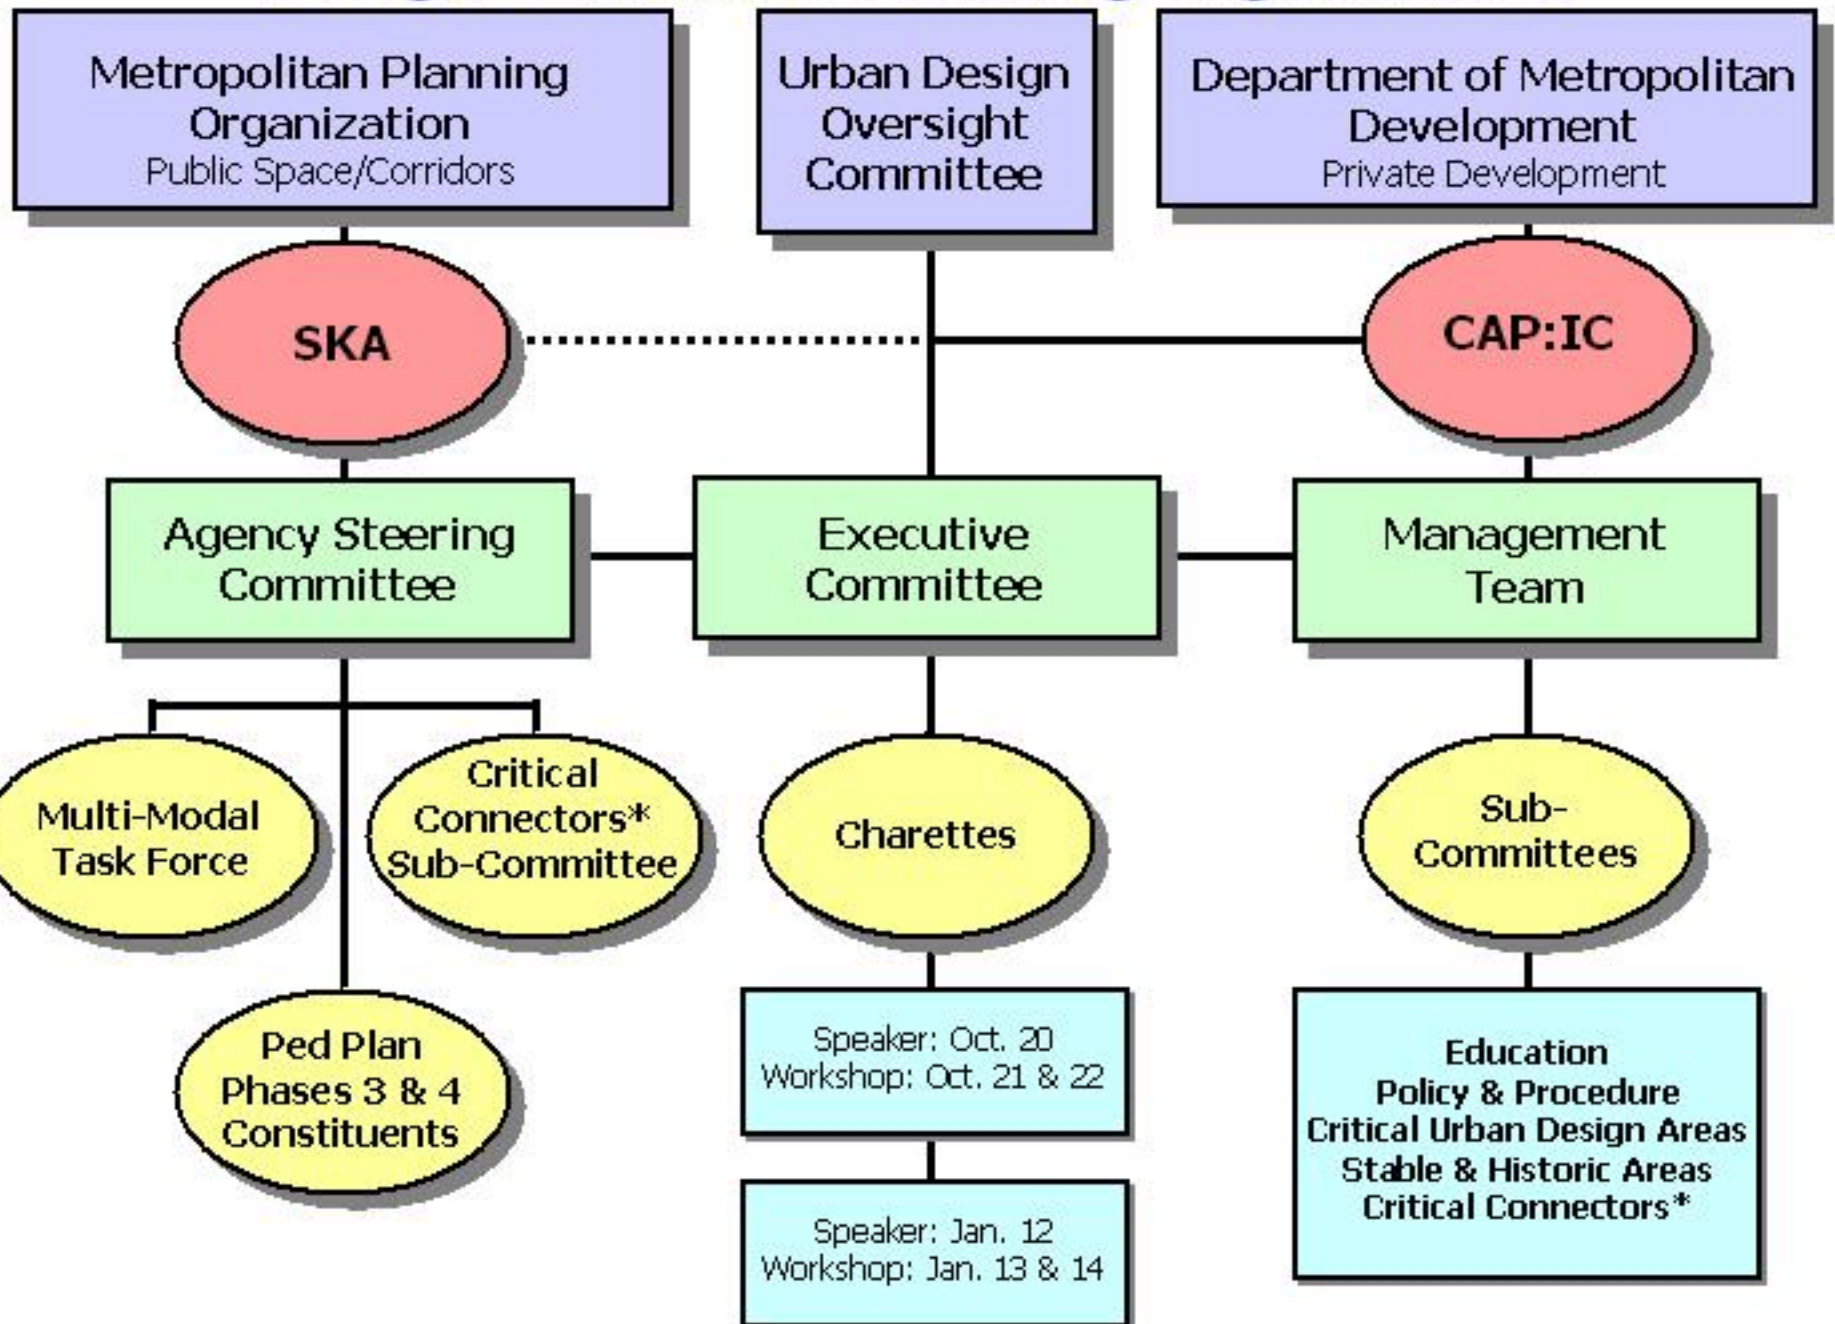 Metropolitan Planning
Organization
Public Space/Corridors
Urban Design
Oversight
Committee
Department of Metropolitan
Development
Private Development
SKA
CAP:IC
Agency Steering
Committee
Executive
Committee
Management
Team
Multi-Modal
Task Force
Critical
Connectors*
Sub-Committee
Charettes
Sub-
Committees
Ped Plan
Phases 3 & 4
Constituents
Speaker: Oct. 20
Workshop: Oct. 21 & 22
Speaker: Jan. 12
Workshop: Jan. 13 & 14
Education
Policy & Procedure
Critical Urban Design Areas
Stable & Historic Areas
Critical Connectors*